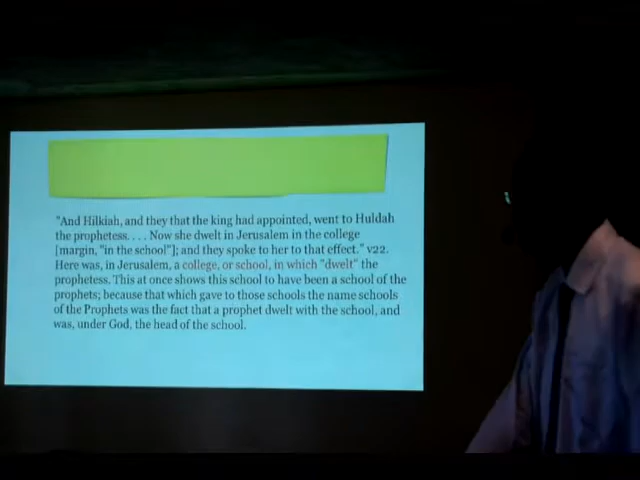 "And Hilkiah, and they that the king had appointed, went to Huldah
the prophetess. . . . Now she dwelt in Jerusalem in the college
[margin, "in the school"]; and they spoke to her to that effect." v22.
Here was, in Jerusalem, a college, or school, in which "dwelt" the
prophetess. This at once shows this school to have been a school of the
prophets; because that which gave to those schools the name schools
of the Prophets was the fact that a prophet dwelt with the school, and
was, under God, the head of the school.